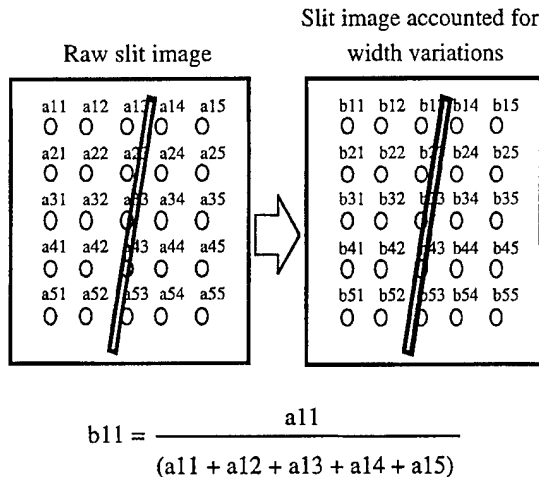 Slit image accounted for
width variations
Raw slit image
a11 a12 a13 a14 a15
a21 a22 a24 a25
a31 a32 a33 a34 a35
a41 a42 a43 a44 a45
a51 a52 a53 a54 a55
b11 b12 b13 b14 b15
b21 b22 b24 b25
b31 b32 b33 b34 b35
b41 b42 b43 b44 b45
b51 b52 b53 b54 b55
a11
b11 =
(a11 + a12 + a13 + a14 + a15)